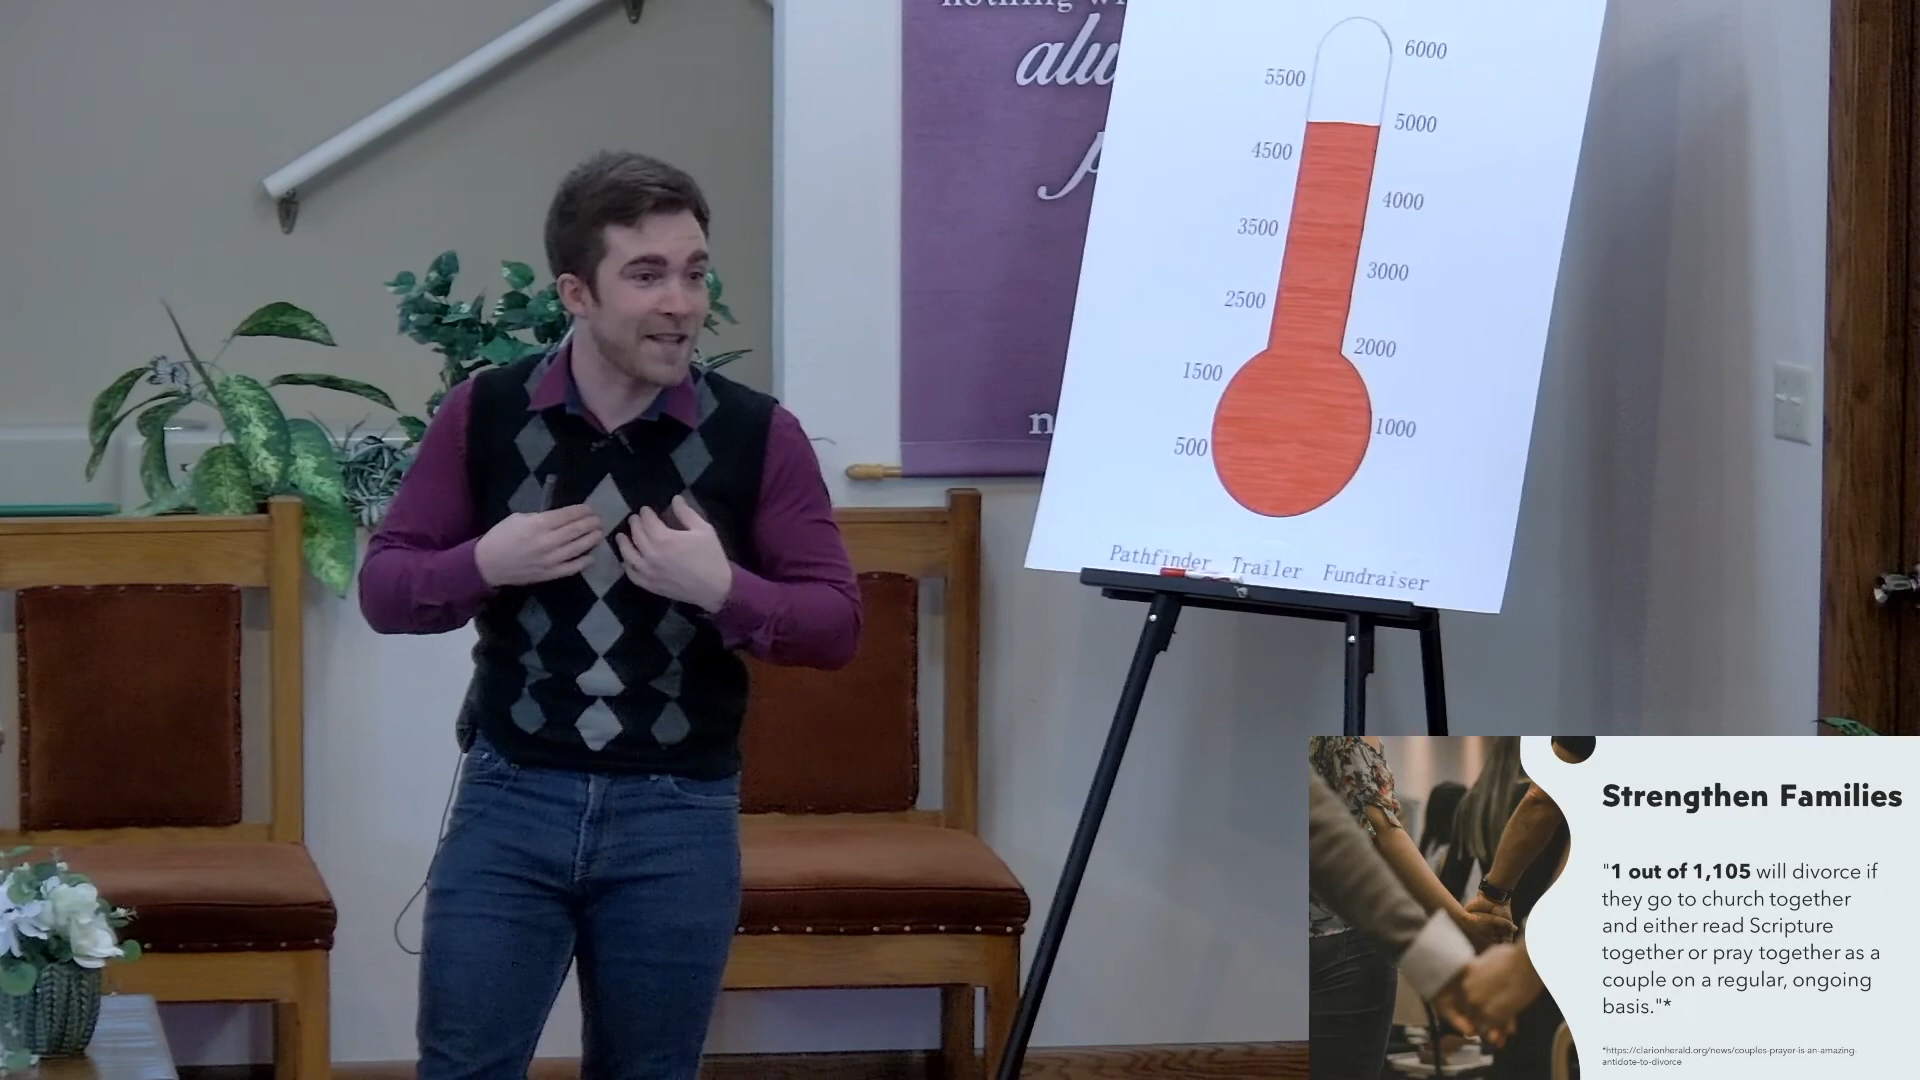 nothing
alw
n
6000
5500
5000
4500
4000
3500
3000
2500
2000
1500
1000
500
Pathfinder Trailer Fundraiser
Strengthen Families
"1 out of 1,105 will divorce if
they go to church together
and either read Scripture
together or pray together as a
couple on a regular, ongoing
basis."*
*https://clarionherald.org/news/couples-prayer-is-an-amazing-
antidote-to-divorce